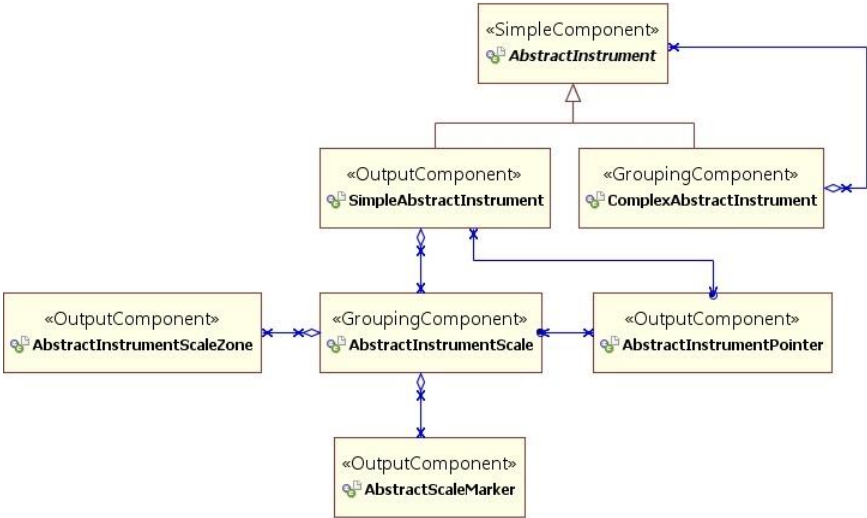 «SimpleComponent»
AbstractInstrument
«OutputComponent»
SimpleAbstractInstrument
«GroupingComponent»
ComplexAbstractInstrument
«OutputComponent»
AbstractInstrumentScaleZone
«GroupingComponent»
AbstractInstrumentScale
«OutputComponent»
AbstractInstrumentPointer
«OutputComponent»
AbstractScaleMarker